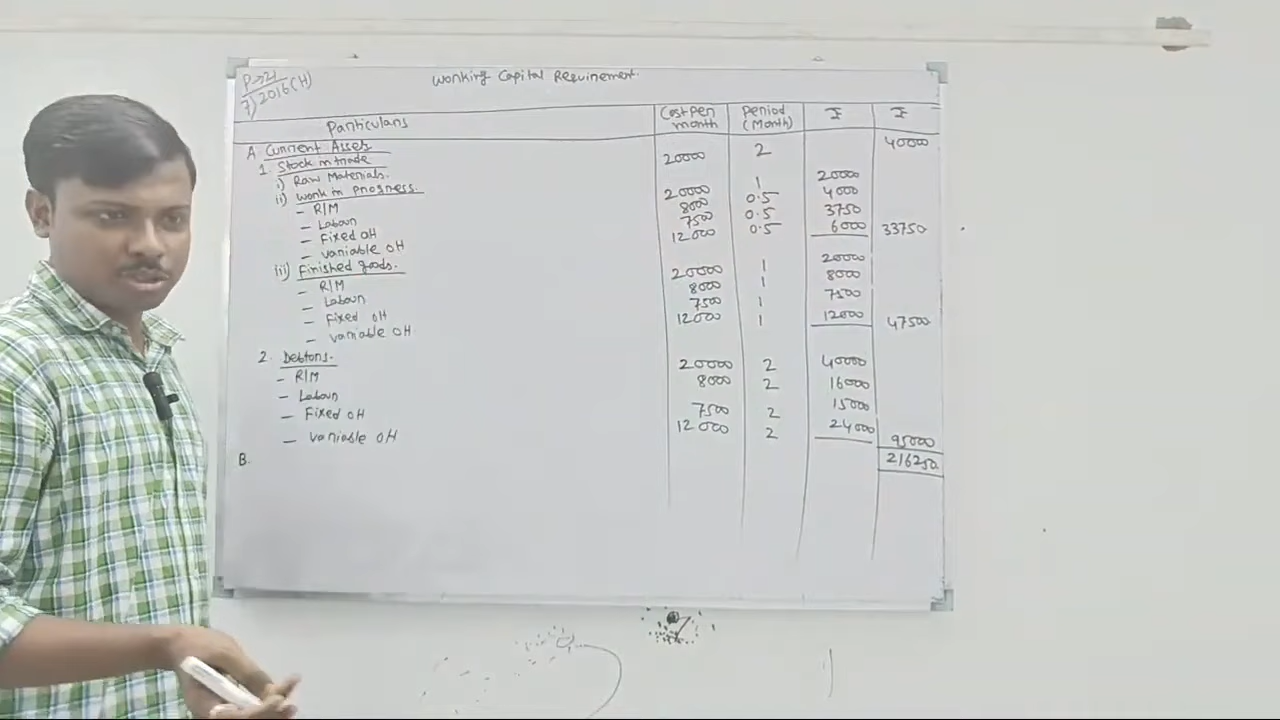 P→21
7) 2016(H)
Working Capital Requirement.
Particulars Cost Per month Period (Month) ₹ ₹
A Current Assets
1. Stock in trade
i) Raw Materials. 20000 2 40000
ii) Work in progress.
- R/M 20000 1 20000
- Labour 8000 0.5 4000
- Fixed OH 7500 0.5 3750
- variable OH 12000 0.5 6000 33750
iii) Finished goods.
- R/M 20000 1 20000
- Labour 8000 1 8000
- Fixed OH 7500 1 7500
- variable OH 12000 1 12000 47500
2. Debtors.
- R/M 20000 2 40000
- Labour 8000 2 16000
- Fixed OH 7500 2 15000
- variable OH 12000 2 24000 95000
B. 216250